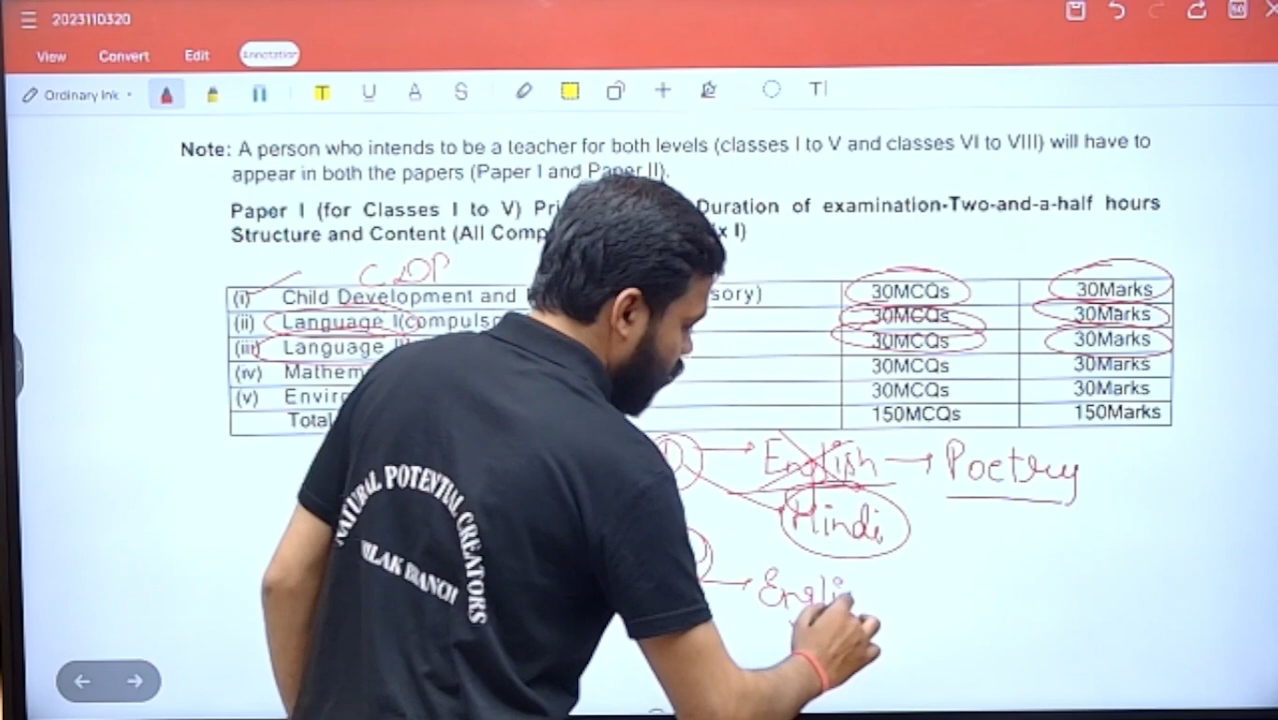 2023110320
View Convert Edit Annotation
Ordinary Ink
Note: A person who intends to be a teacher for both levels (classes I to V and classes VI to VIII) will have to
appear in both the papers (Paper I and Paper II).
Paper I (for Classes I to V) Pri Duration of examination-Two-and-a-half hours
Structure and Content (All Comp x I)
CDP
(i) Child Development and sory) 30MCQs 30Marks
(ii) Language I(compulso 30MCQs 30Marks
(iii) Language 30MCQs 30Marks
(iv) Mathem 30MCQs 30Marks
(v) Enviro 30MCQs 30Marks
Total 150MCQs 150Marks
English → Poetry
Hindi
Engli
NATURAL POTENTIAL CREATORS
TILAK BRANCH